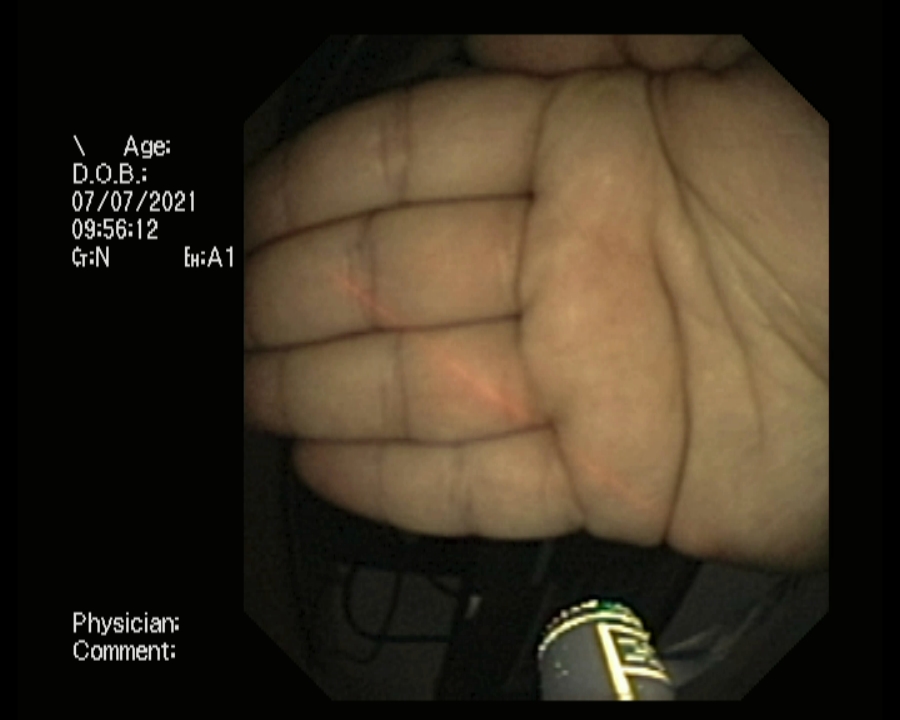 \ Age:
D.O.B.:
07/07/2021
09:56:12
Cr:N Eh:A1
Physician:
Comment: